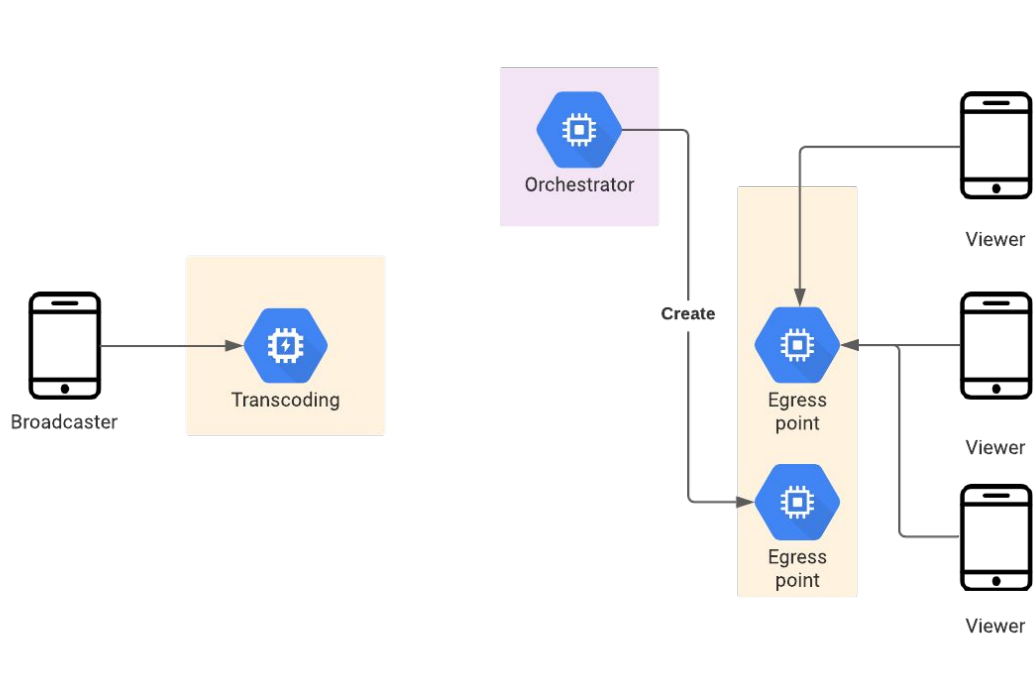 Orchestrator
Viewer
Create
Broadcaster
Transcoding
Egress
point
Viewer
Egress
point
Viewer